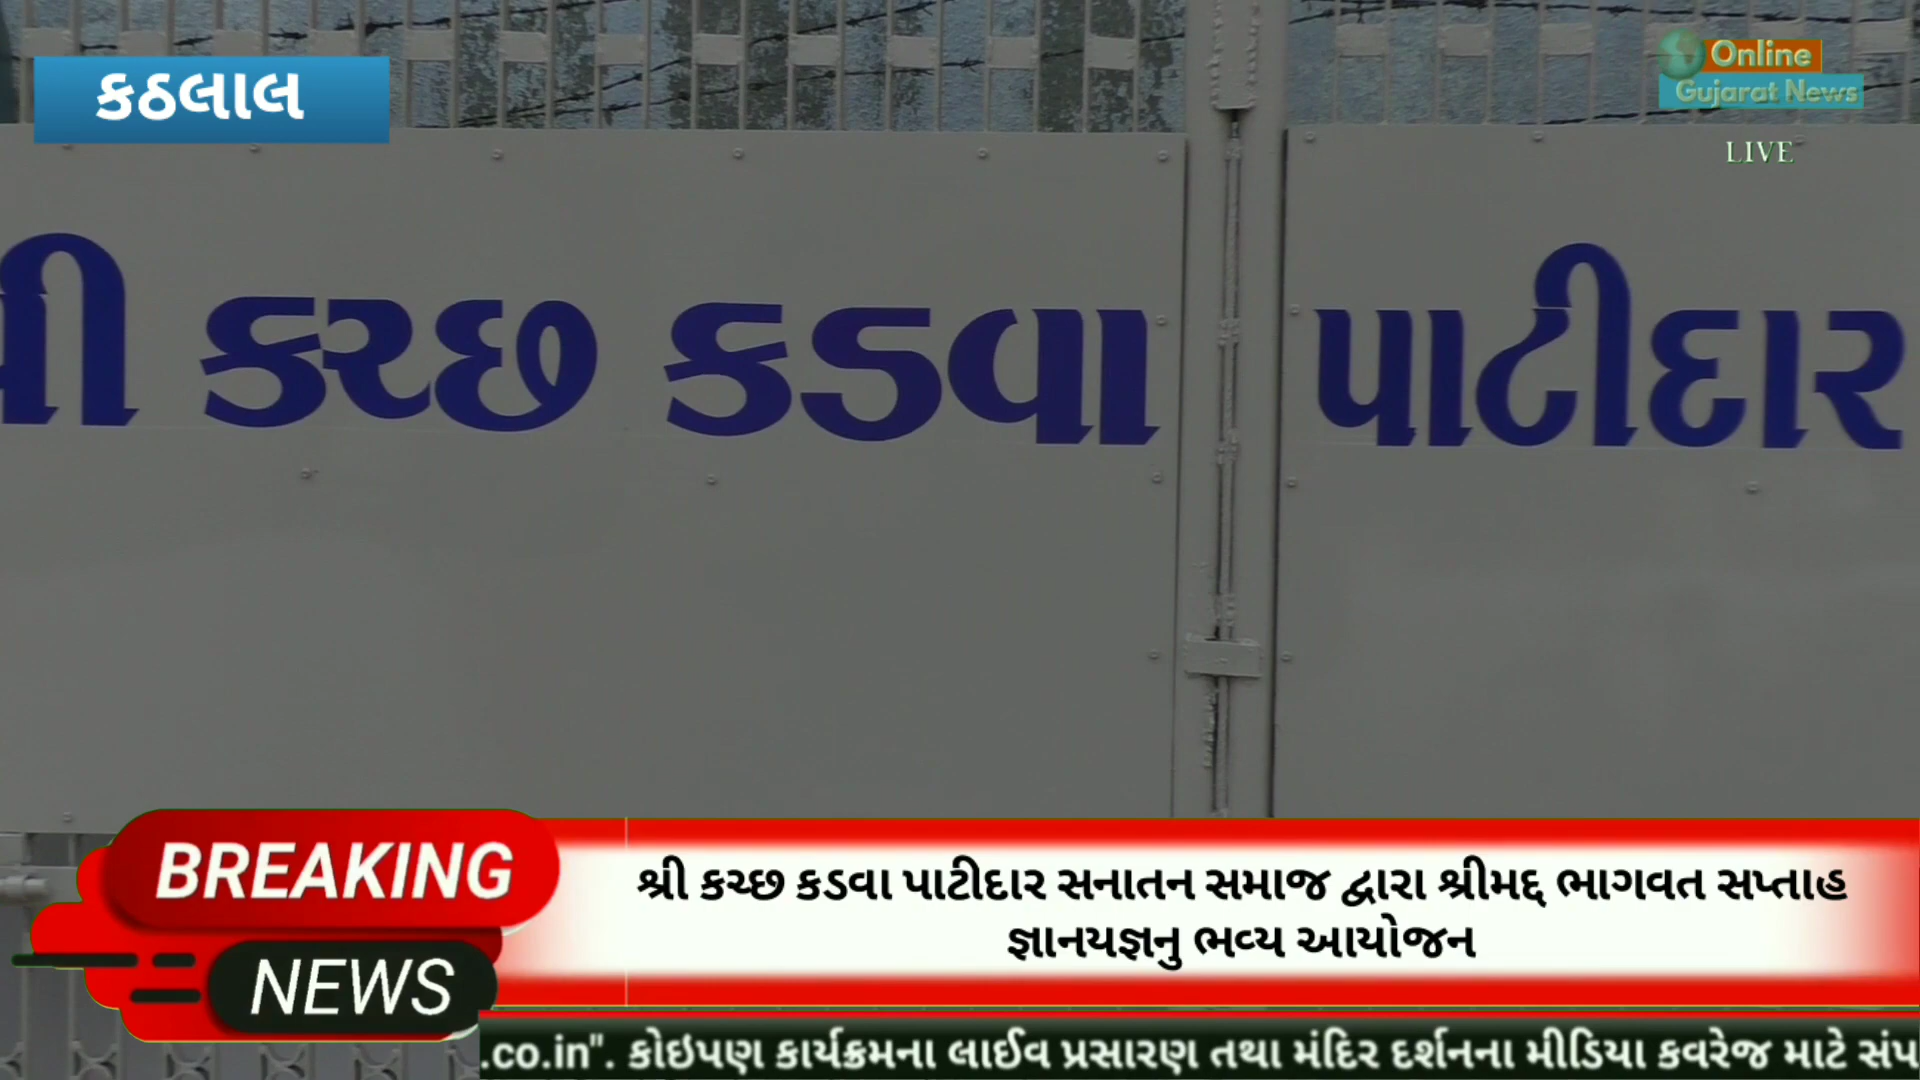 કઠલાલ
Online
Gujarat News
LIVE
કચ્છ કડવા પાટીદાર
BREAKING
NEWS
શ્રી કચ્છ કડવા પાટીદાર સનાતન સમાજ દ્વારા શ્રીમદ્દ ભાગવત સપ્તાહ
જ્ઞાનયજ્ઞનુ ભવ્ય આયોજન
.co.in". કોઇપણ કાર્યક્રમના લાઈવ પ્રસારણ તથા મંદિર દર્શનના મીડિયા કવરેજ માટે